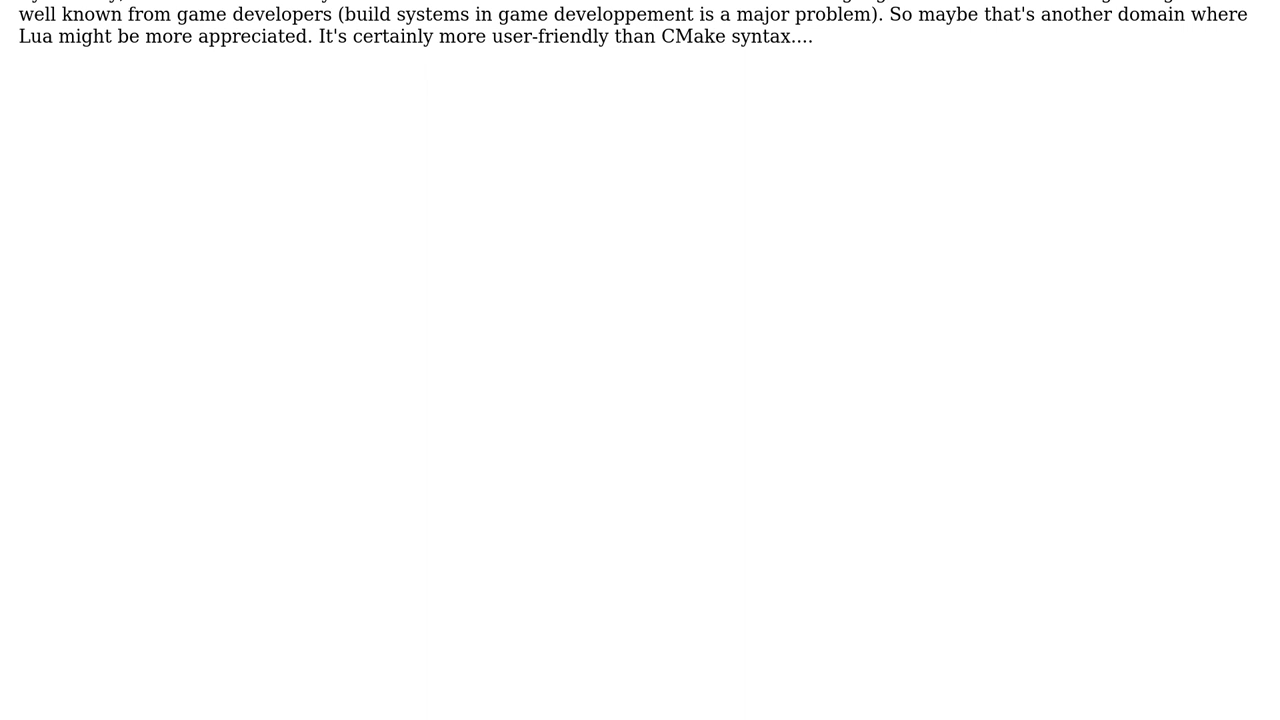 well known from game developers (build systems in game developpement is a major problem). So maybe that's another domain where
Lua might be more appreciated. It's certainly more user-friendly than CMake syntax....